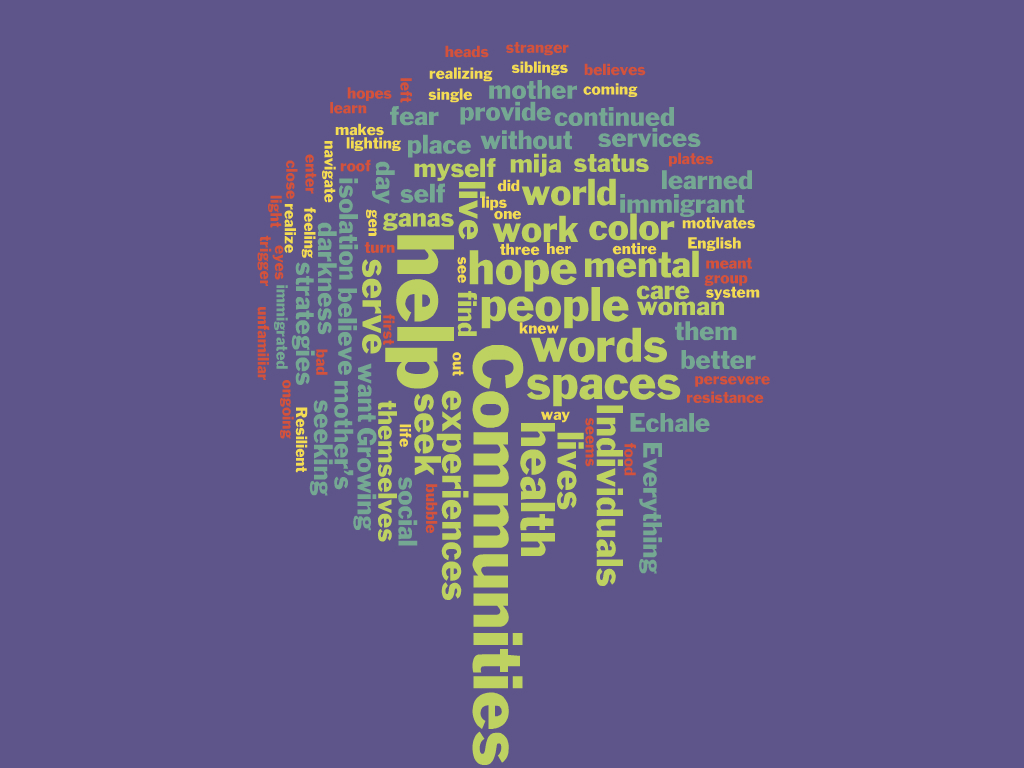 heads
stranger
realizing
siblings
believes
hopes
left
single
mother
coming
learn
fear
provide
continued
makes
lighting
place
without
services
navigate
roof
day
myself
mija
status
plates
close
enter
isolation
self
live
did
world
learned
light
realize
feeling
gen
ganas
lips
one
immigrant
darkness
turn
work
color
motivates
trigger
eyes
three
her
entire
English
help
see
hope
mental
meant
group
strategies
believe
serve
find
people
care
system
woman
immigrated
unfamiliar
first
knew
words
them
bad
out
Communities
spaces
better
persevere
resistance
ongoing
Resilient
seeking
mother's
want
Growing
themselves
life
seek
experiences
way
health
lives
seems
Individuals
food
Echale
Everything
social
bubble